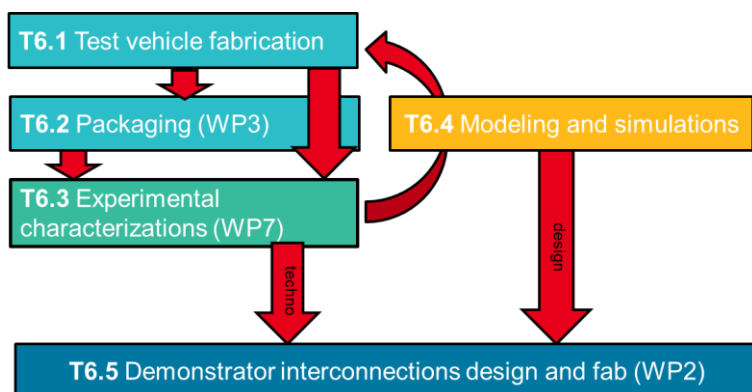 T6.1 Test vehicle fabrication
T6.2 Packaging (WP3)
T6.4 Modeling and simulations
T6.3 Experimental
characterizations (WP7)
techno
design
T6.5 Demonstrator interconnections design and fab (WP2)